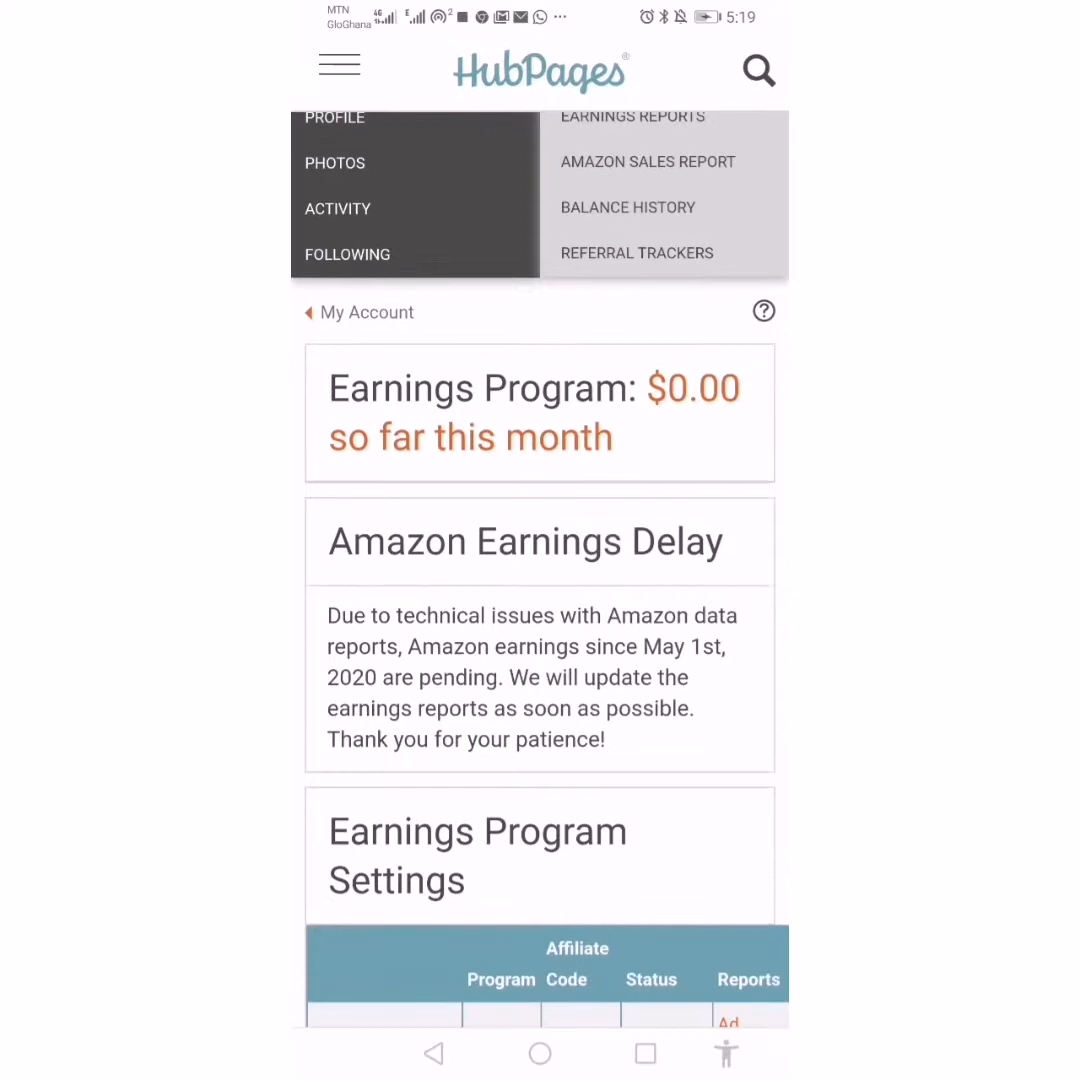 MTN
GloGhana
4G
E
2
5:19
HubPages®
PROFILE
EARNINGS REPORTS
PHOTOS
AMAZON SALES REPORT
ACTIVITY
BALANCE HISTORY
FOLLOWING
REFERRAL TRACKERS
My Account
?
Earnings Program: $0.00
so far this month
Amazon Earnings Delay
Due to technical issues with Amazon data
reports, Amazon earnings since May 1st,
2020 are pending. We will update the
earnings reports as soon as possible.
Thank you for your patience!
Earnings Program
Settings
Program
Affiliate
Code
Status
Reports
Ad